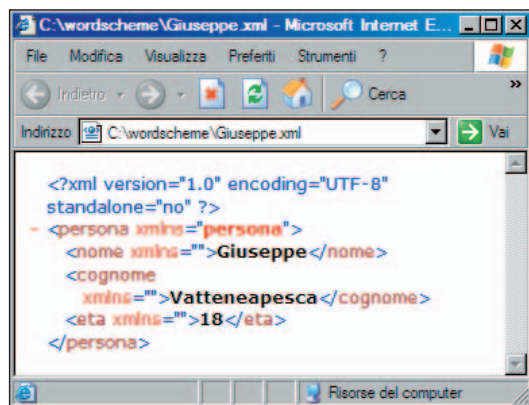 C:\wordscheme\Giuseppe.xml - Microsoft Internet E...
File Modifica Visualizza Preferiti Strumenti ?
Indietro Cerca »
Indirizzo C:\wordscheme\Giuseppe.xml Vai
<?xml version="1.0" encoding="UTF-8"
standalone="no" ?>
- <persona xmlns="persona">
<nome xmlns="">Giuseppe</nome>
<cognome
xmlns="">Vatteneapesca</cognome>
<eta xmlns="">18</eta>
</persona>
Risorse del computer